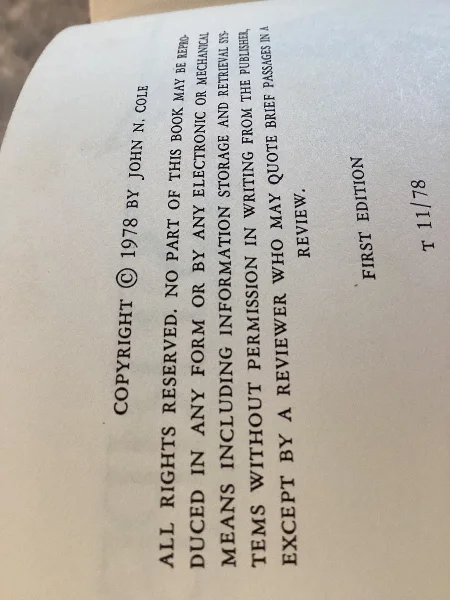 COPYRIGHT © 1978 BY JOHN N. COLE
ALL RIGHTS RESERVED. NO PART OF THIS BOOK MAY BE REPRO-
DUCED IN ANY FORM OR BY ANY ELECTRONIC OR MECHANICAL
MEANS INCLUDING INFORMATION STORAGE AND RETRIEVAL SYS-
TEMS WITHOUT PERMISSION IN WRITING FROM THE PUBLISHER,
EXCEPT BY A REVIEWER WHO MAY QUOTE BRIEF PASSAGES IN A
REVIEW.
FIRST EDITION
T 11/78